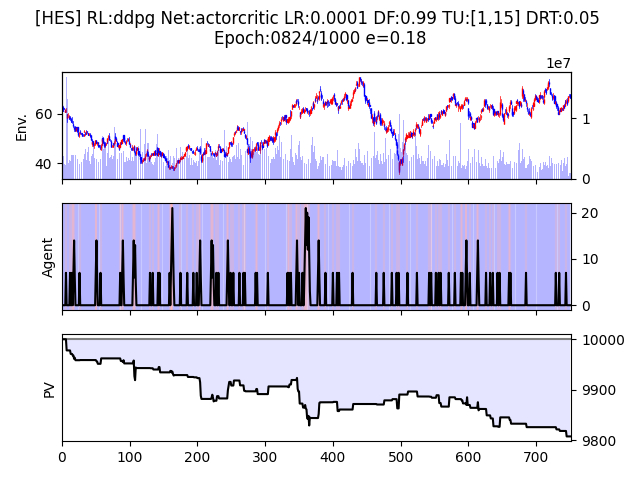 [HES] RL:ddpg Net:actorcritic LR:0.0001 DF:0.99 TU:[1,15] DRT:0.05
Epoch:0824/1000 e=0.18
1e7
Env.
60
40
1
0
Agent
20
10
0
PV
10000
9900
9800
0 100 200 300 400 500 600 700